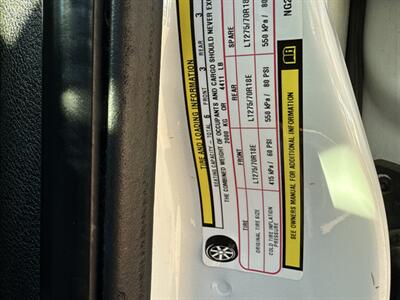 TIRE AND LOADING INFORMATION
SEATING CAPACITY - TOTAL 6 FRONT 3 REAR 3
THE COMBINED WEIGHT OF OCCUPANTS AND CARGO SHOULD NEVER EXC
2000 KG OR 4411 LB
TIRE FRONT REAR SPARE
ORIGINAL TIRE SIZE LT275/70R18E LT275/70R18E LT275/70R18E
COLD TIRE INFLATION PRESSURE 415 kPa / 60 PSI 550 kPa / 80 PSI 550 kPa / 80
SEE OWNERS MANUAL FOR ADDITIONAL INFORMATION